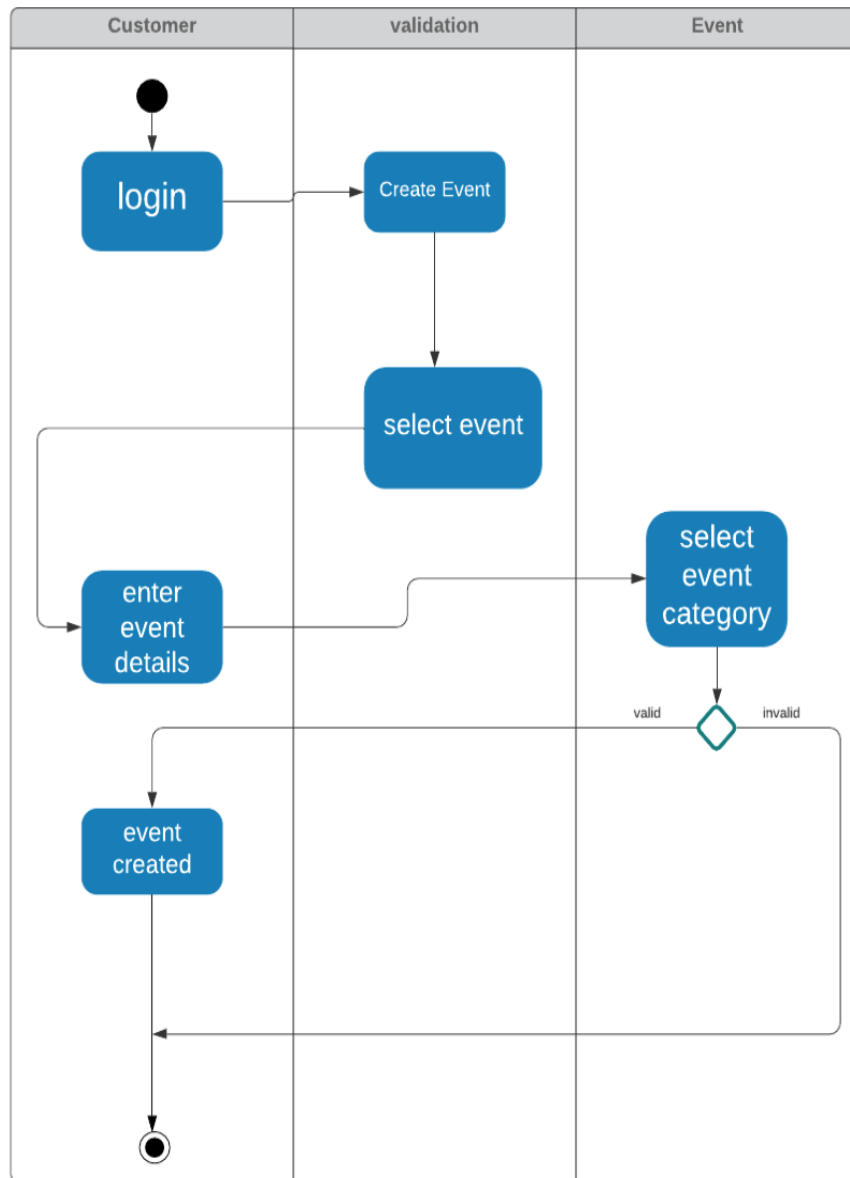 Customer
validation
Event
login
Create Event
select event
select
event
category
enter
event
details
valid
invalid
event
created